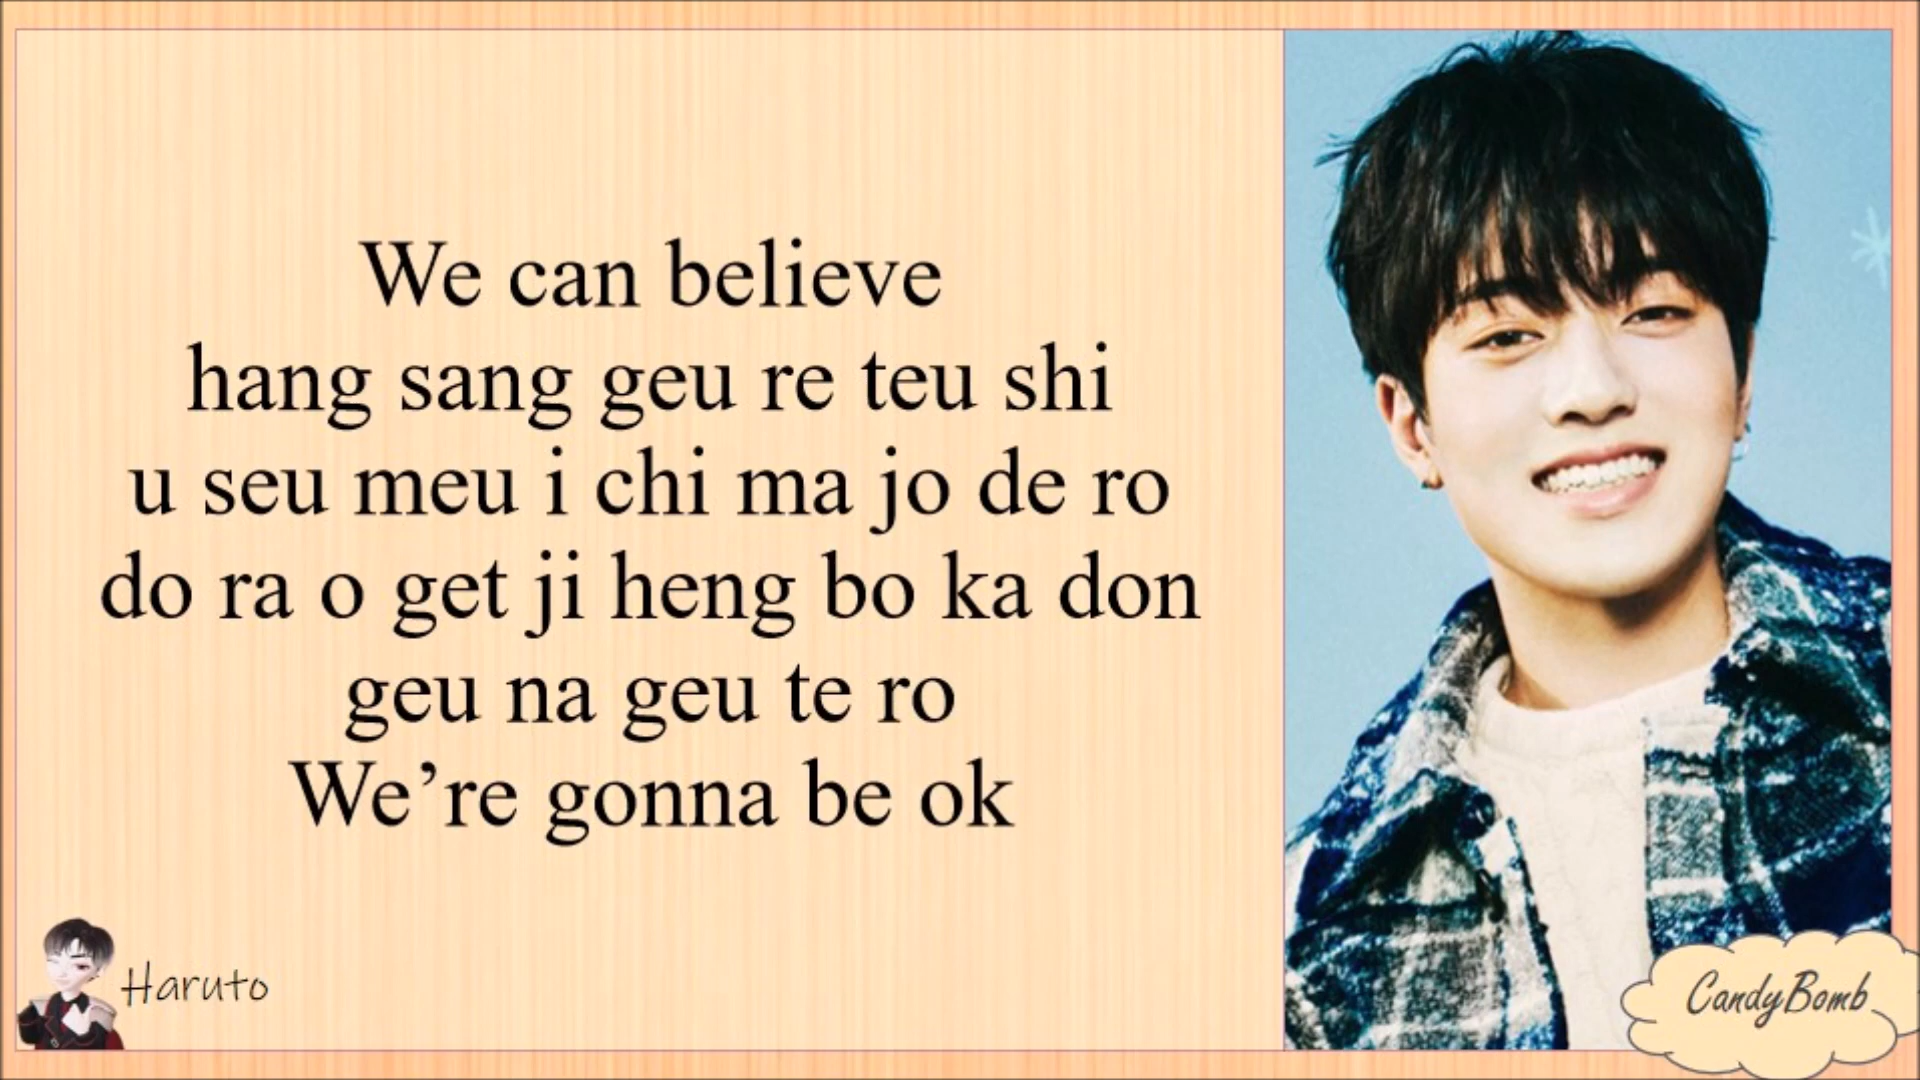 We can believe
hang sang geu re teu shi
u seu meu i chi ma jo de ro
do ra o get ji heng bo ka don
geu na geu te ro
We’re gonna be ok
Haruto
CandyBomb